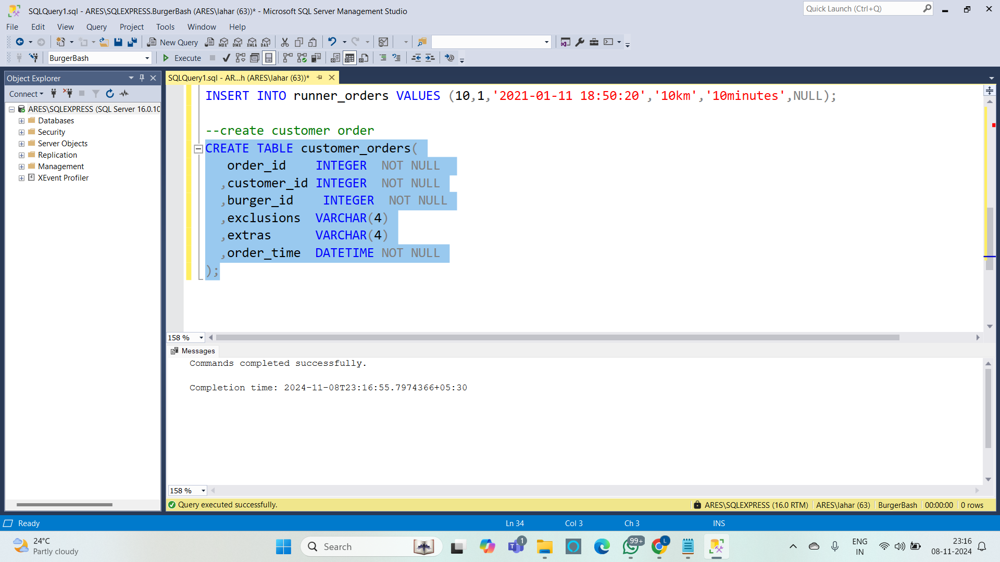 SQLQuery1.sql - ARES\SQLEXPRESS.BurgerBash (ARES\lahar (63))* - Microsoft SQL Server Management Studio
Quick Launch (Ctrl+Q)
File Edit View Query Project Tools Window Help
New Query MDX DMX XMLA DAX
BurgerBash Execute
Object Explorer
SQLQuery1.sql - AR...h (ARES\lahar (63))*
Connect
ARES\SQLEXPRESS (SQL Server 16.0.10
Databases
Security
Server Objects
Replication
Management
XEvent Profiler
INSERT INTO runner_orders VALUES (10,1,'2021-01-11 18:50:20','10km','10minutes',NULL);
--create customer order
CREATE TABLE customer_orders(
order_id INTEGER NOT NULL
,customer_id INTEGER NOT NULL
,burger_id INTEGER NOT NULL
,exclusions VARCHAR(4)
,extras VARCHAR(4)
,order_time DATETIME NOT NULL
);
158 %
Messages
Commands completed successfully.
Completion time: 2024-11-08T23:16:55.7974366+05:30
158 %
Query executed successfully. ARES\SQLEXPRESS (16.0 RTM) ARES\lahar (63) BurgerBash 00:00:00 0 rows
Ready Ln 34 Col 3 Ch 3 INS
24°C
Partly cloudy
Search
1
99+
L
ENG
IN
23:16
08-11-2024